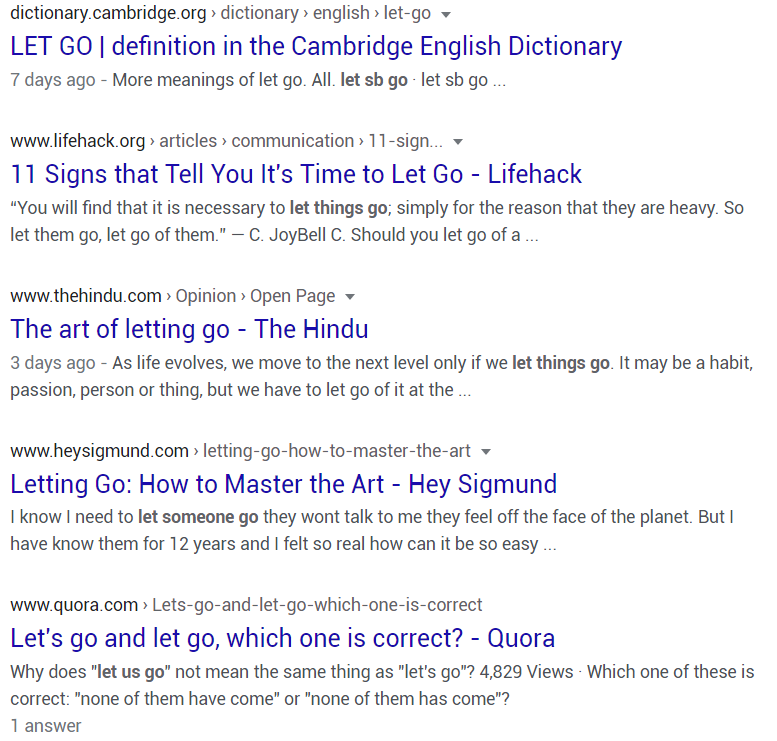 dictionary.cambridge.org › dictionary › english › let-go
LET GO | definition in the Cambridge English Dictionary
7 days ago - More meanings of let go. All. let sb go · let sb go ...
www.lifehack.org › articles › communication › 11-sign...
11 Signs that Tell You It's Time to Let Go - Lifehack
“You will find that it is necessary to let things go; simply for the reason that they are heavy. So
let them go, let go of them.” — C. JoyBell C. Should you let go of a ...
www.thehindu.com › Opinion › Open Page
The art of letting go - The Hindu
3 days ago - As life evolves, we move to the next level only if we let things go. It may be a habit,
passion, person or thing, but we have to let go of it at the ...
www.heysigmund.com › letting-go-how-to-master-the-art
Letting Go: How to Master the Art - Hey Sigmund
I know I need to let someone go they wont talk to me they feel off the face of the planet. But I
have know them for 12 years and I felt so real how can it be so easy ...
www.quora.com › Lets-go-and-let-go-which-one-is-correct
Let's go and let go, which one is correct? - Quora
Why does "let us go" not mean the same thing as "let's go"? 4,829 Views · Which one of these is
correct: "none of them have come" or "none of them has come"?
1 answer